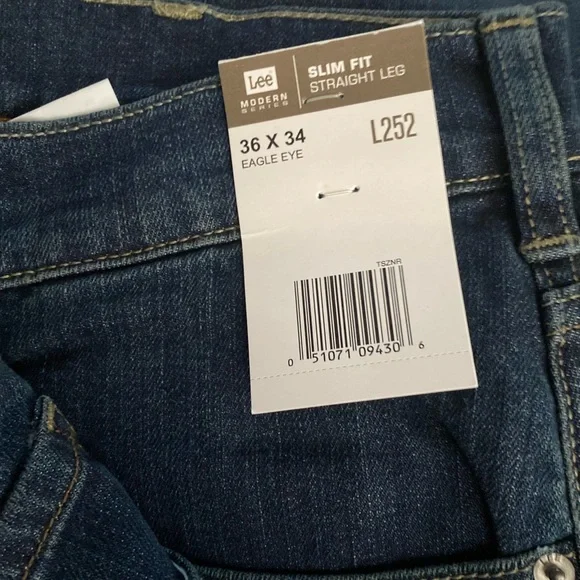 Lee
MODERN
SERIES
SLIM FIT
STRAIGHT LEG
36 X 34
EAGLE EYE
L252
TSZNR
0 51071 09430 6